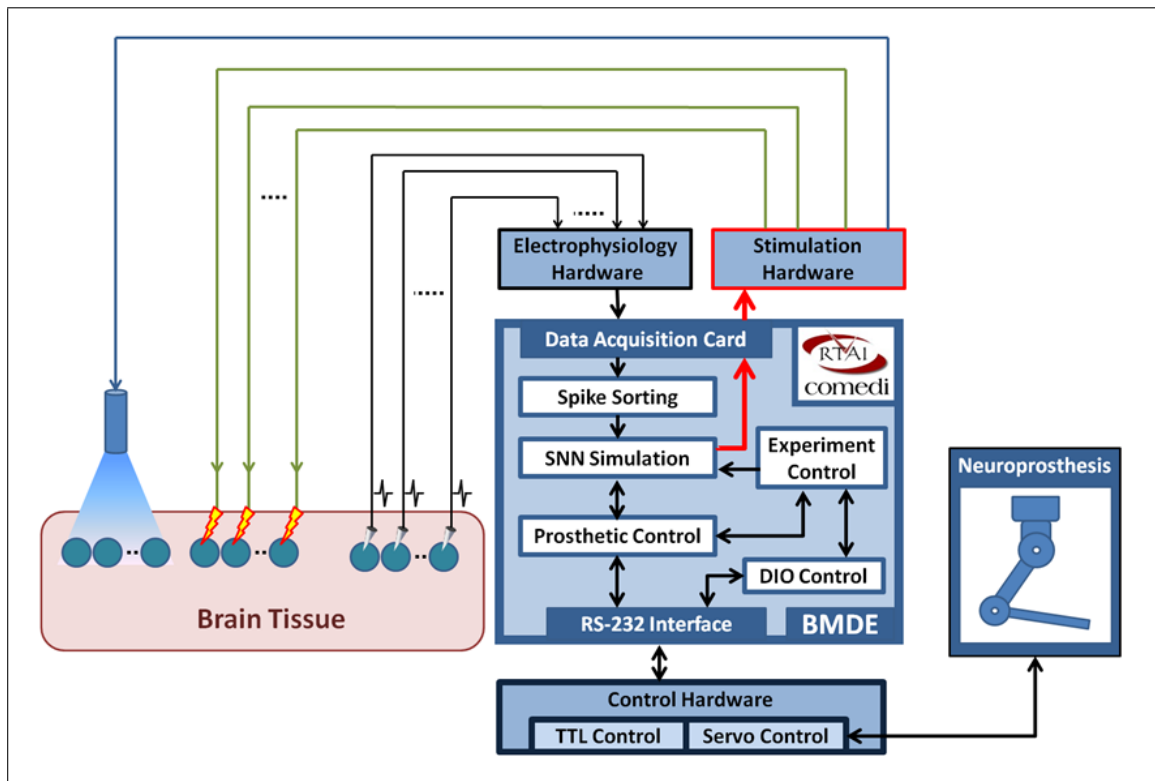 Electrophysiology
Hardware
Stimulation
Hardware
Data Acquisition Card
RTAI
comedi
Spike Sorting
SNN Simulation
Experiment
Control
Neuroprosthesis
Prosthetic Control
DIO Control
Brain Tissue
RS-232 Interface
BMDE
Control Hardware
TTL Control
Servo Control